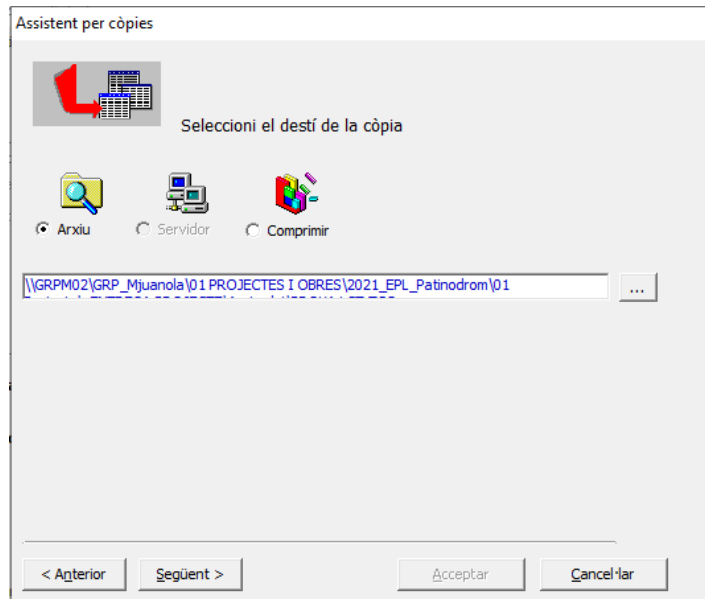 Assistent per còpies
Seleccioni el destí de la còpia
Arxiu
Servidor
Comprimir
\\GRPM02\GRP_Mjuanola\01 PROJECTES I OBRES\2021_EPL_Patinodrom\01
...
< Anterior
Següent >
Acceptar
Cancel·lar